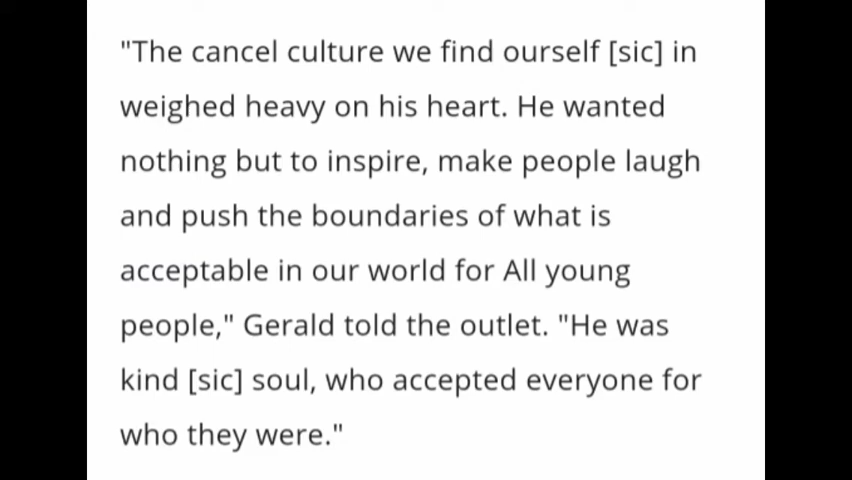 "The cancel culture we find ourself [sic] in
weighed heavy on his heart. He wanted
nothing but to inspire, make people laugh
and push the boundaries of what is
acceptable in our world for All young
people," Gerald told the outlet. "He was
kind [sic] soul, who accepted everyone for
who they were."